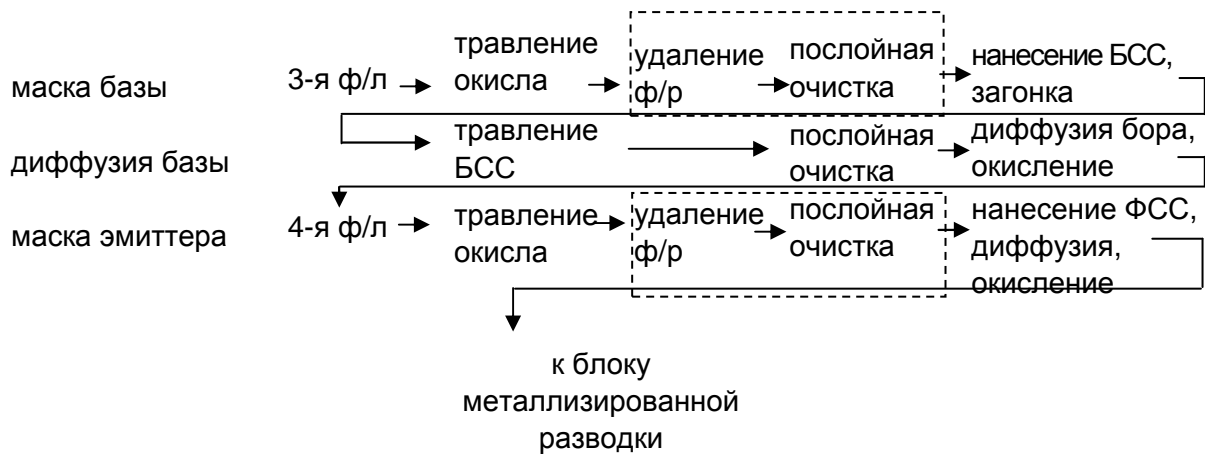 маска базы
3-я ф/л
травление
окисла
удаление
ф/р
послойная
очистка
нанесение БСС,
загонка
диффузия базы
травление
БСС
послойная
очистка
диффузия бора,
окисление
маска эмиттера
4-я ф/л
травление
окисла
удаление
ф/р
послойная
очистка
нанесение ФСС,
диффузия,
окисление
к блоку
металлизированной
разводки